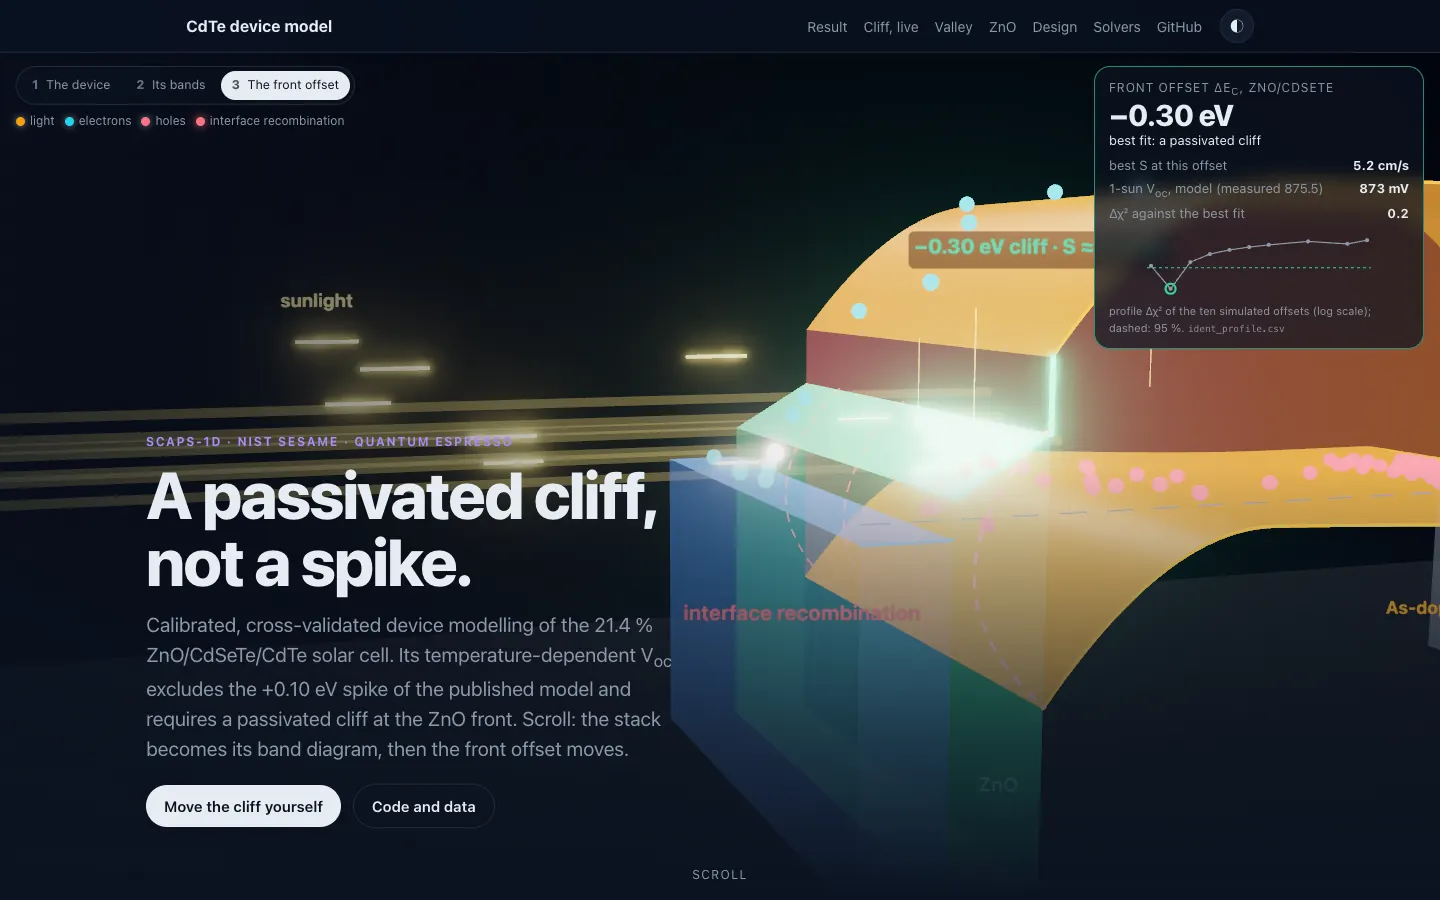 CdTe device model
Result Cliff, live Valley ZnO Design Solvers GitHub
1 The device 2 Its bands 3 The front offset
light electrons holes interface recombination
FRONT OFFSET ΔEC, ZNO/CDSETE
−0.30 eV
best fit: a passivated cliff
best S at this offset 5.2 cm/s
1-sun Voc, model (measured 875.5) 873 mV
Δχ² against the best fit 0.2
profile Δχ² of the ten simulated offsets (log scale);
dashed: 95 %. ident_profile.csv
−0.30 eV cliff · S ≈
sunlight
SCAPS-1D · NIST SESAME · QUANTUM ESPRESSO
A passivated cliff,
not a spike.
Calibrated, cross-validated device modelling of the 21.4 %
ZnO/CdSeTe/CdTe solar cell. Its temperature-dependent Voc
excludes the +0.10 eV spike of the published model and
requires a passivated cliff at the ZnO front. Scroll: the stack
becomes its band diagram, then the front offset moves.
interface recombination
ZnO
Move the cliff yourself Code and data
SCROLL